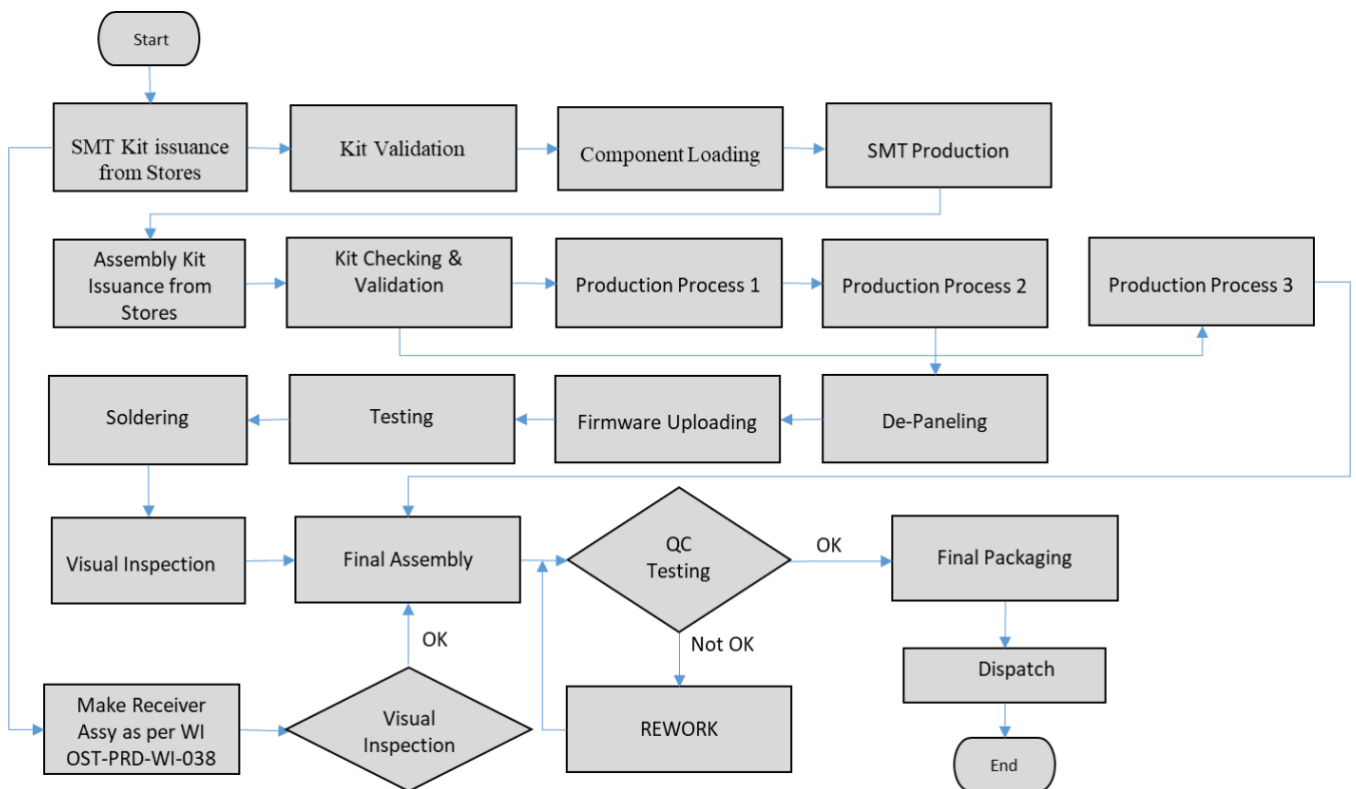 Start
SMT Kit issuance
from Stores
Kit Validation
Component Loading
SMT Production
Assembly Kit
Issuance from
Stores
Kit Checking &
Validation
Production Process 1
Production Process 2
Production Process 3
Soldering
Testing
Firmware Uploading
De-Paneling
Visual Inspection
Final Assembly
QC
Testing
OK
Final Packaging
OK
Not OK
Make Receiver
Assy as per WI
OST-PRD-WI-038
Visual
Inspection
REWORK
Dispatch
End